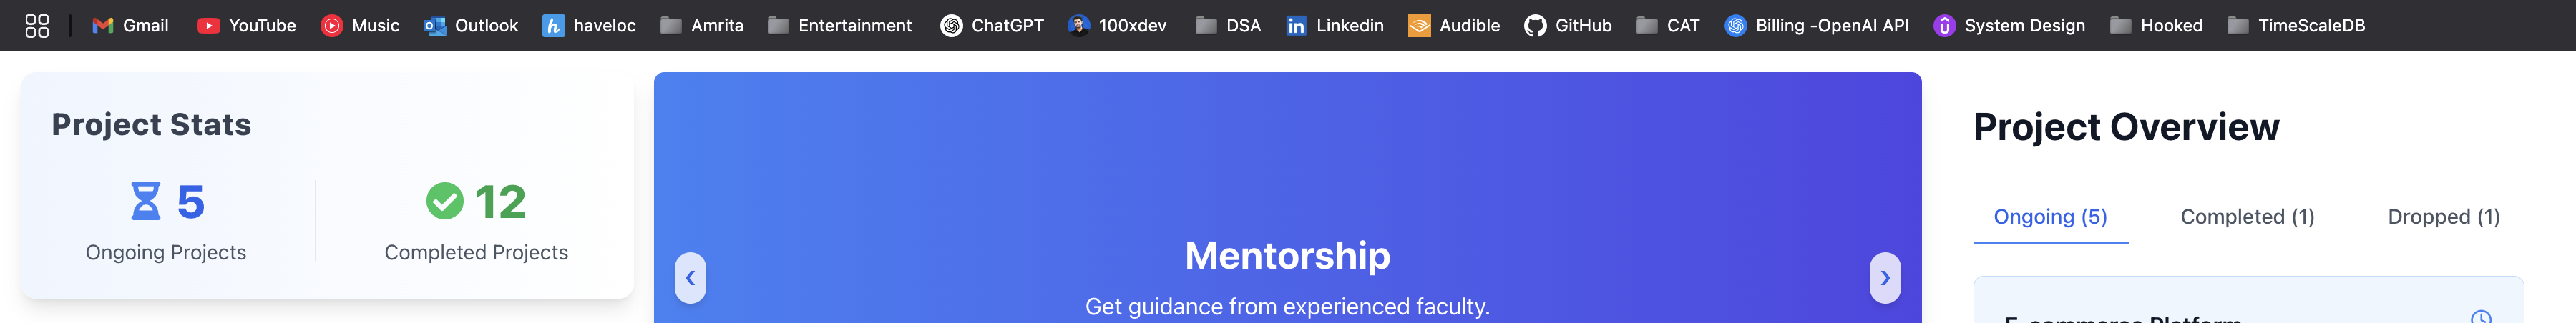 Gmail YouTube Music Outlook haveloc Amrita Entertainment ChatGPT 100xdev DSA Linkedin Audible GitHub CAT Billing -OpenAI API System Design Hooked TimeScaleDB
Project Stats
5
Ongoing Projects
12
Completed Projects
Mentorship
Get guidance from experienced faculty.
Project Overview
Ongoing (5) Completed (1) Dropped (1)
E-commerce Platform